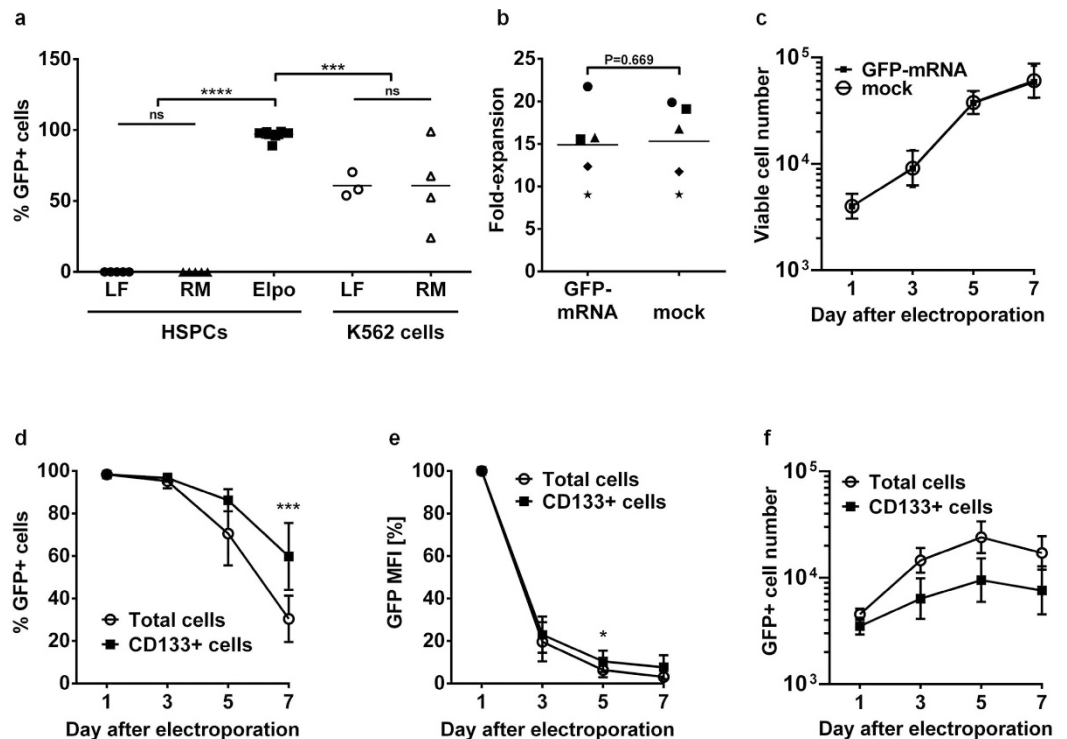 a
% GFP+ cells
150
100
50
0
ns
****
***
ns
LF
RM
Elpo
LF
RM
HSPCs
K562 cells
b
Fold-expansion
25
20
15
10
5
0
P=0.669
GFP-
mRNA
mock
c
Viable cell number
10^5
10^4
10^3
GFP-mRNA
mock
1
3
5
7
Day after electroporation
d
% GFP+ cells
100
80
60
40
20
0
***
Total cells
CD133+ cells
1
3
5
7
Day after electroporation
e
GFP MFI [%]
100
80
60
40
20
0
Total cells
CD133+ cells
*
1
3
5
7
Day after electroporation
f
GFP+ cell number
10^5
10^4
10^3
Total cells
CD133+ cells
1
3
5
7
Day after electroporation